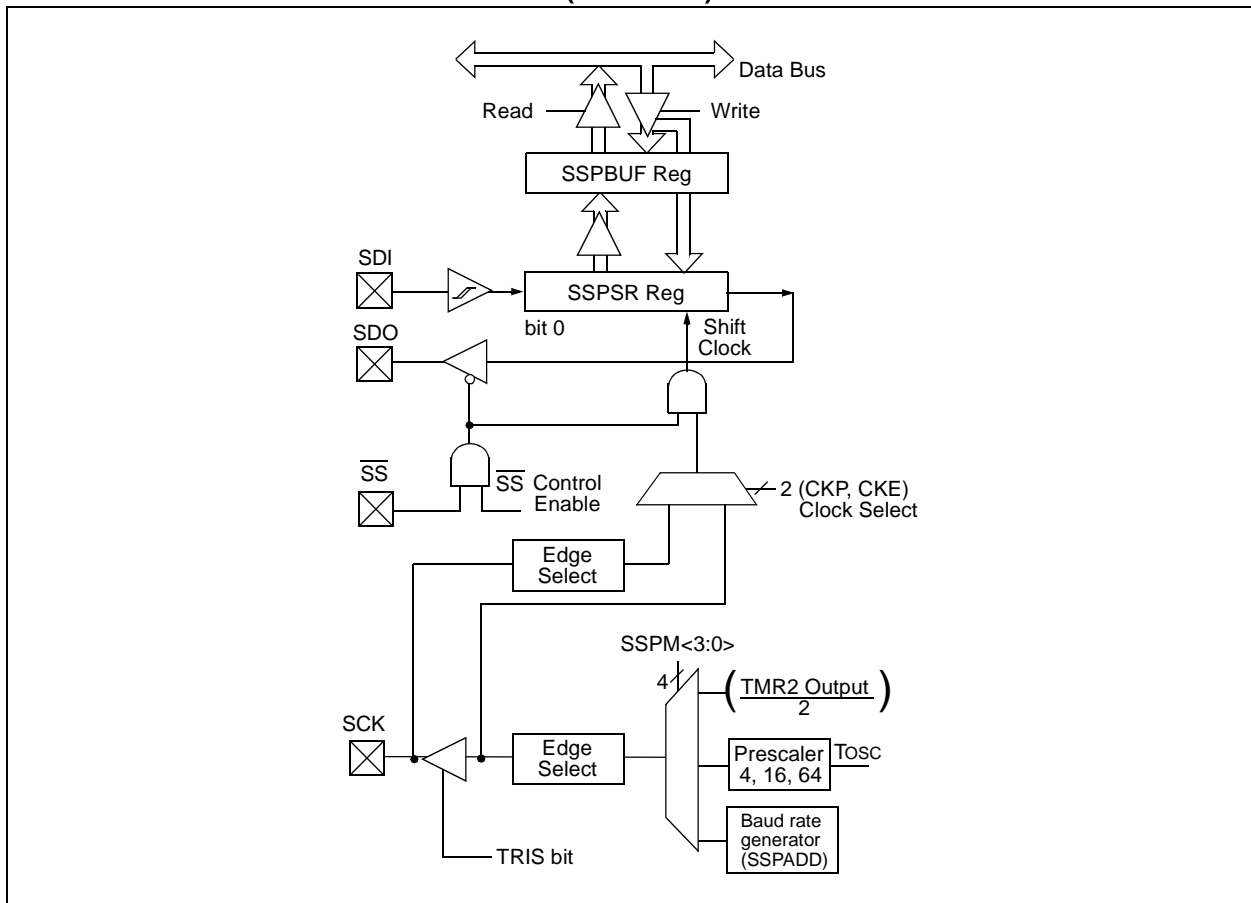 Data Bus
Read
Write
SSPBUF Reg
SDI
SSPSR Reg
bit 0
Shift
Clock
SDO
SS
SS Control
Enable
2 (CKP, CKE)
Clock Select
Edge
Select
SSPM<3:0>
4
(TMR2 Output)
2
SCK
Edge
Select
Prescaler
4, 16, 64
TOSC
Baud rate
generator
(SSPADD)
TRIS bit